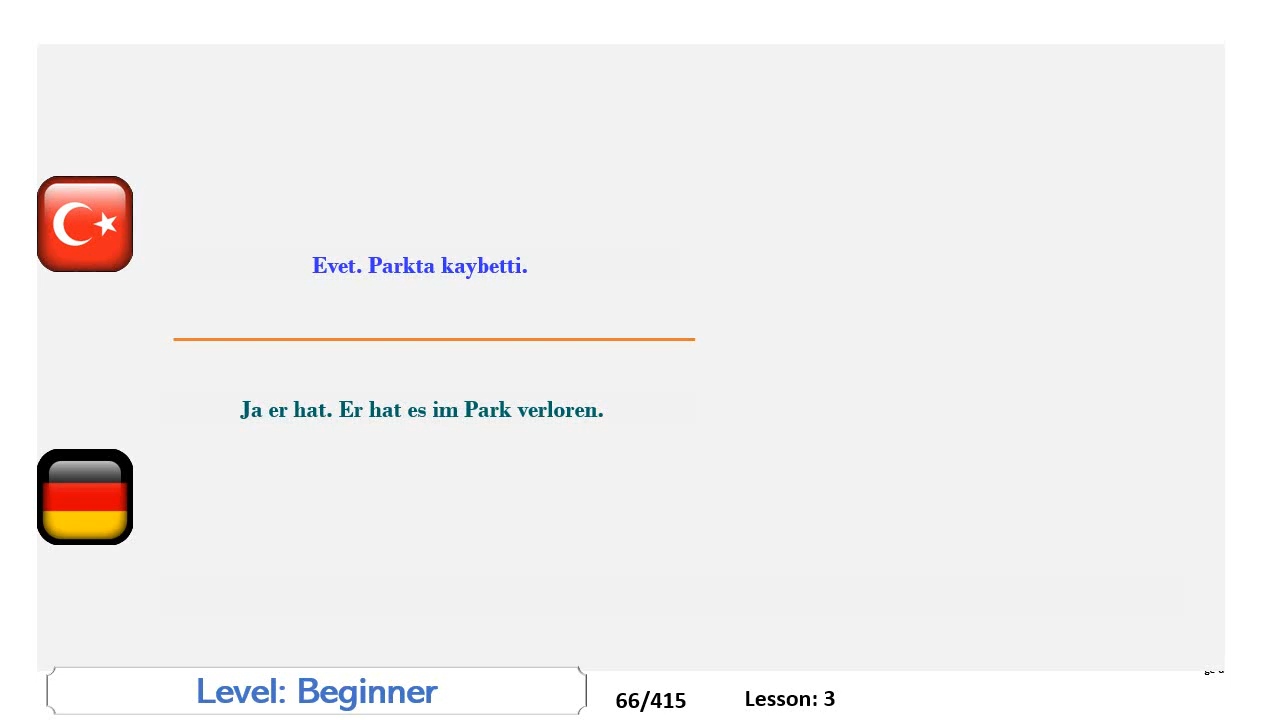 Evet. Parkta kaybetti.
Ja er hat. Er hat es im Park verloren.
Level: Beginner
66/415
Lesson: 3